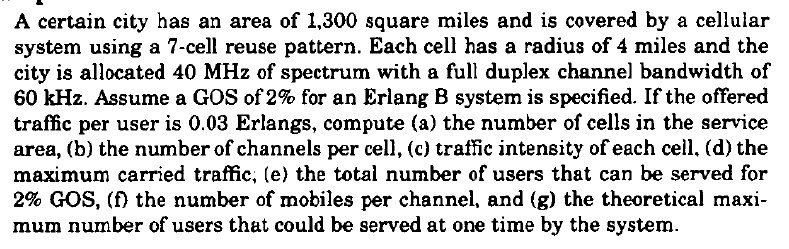 A certain city has an area of 1,300 square miles and is covered by a cellular
system using a 7-cell reuse pattern. Each cell has a radius of 4 miles and the
city is allocated 40 MHz of spectrum with a full duplex channel bandwidth of
60 kHz. Assume a GOS of 2% for an Erlang B system is specified. If the offered
traffic per user is 0.03 Erlangs, compute (a) the number of cells in the service
area, (b) the number of channels per cell, (c) traffic intensity of each cell, (d) the
maximum carried traffic, (e) the total number of users that can be served for
2% GOS, (f) the number of mobiles per channel, and (g) the theoretical maxi-
mum number of users that could be served at one time by the system.